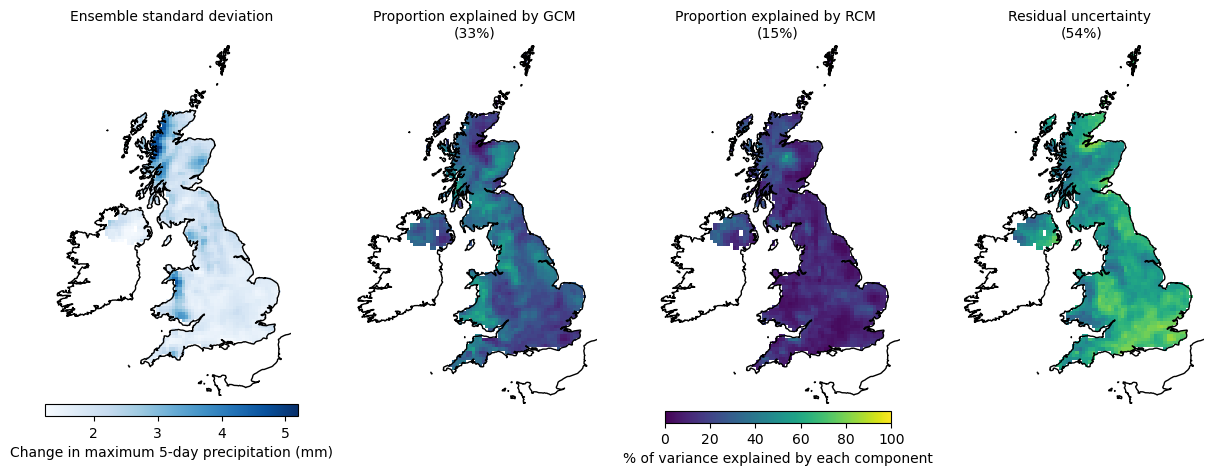 Ensemble standard deviation
Proportion explained by GCM
(33%)
Proportion explained by RCM
(15%)
Residual uncertainty
(54%)
2 3 4 5
Change in maximum 5-day precipitation (mm)
0 20 40 60 80 100
% of variance explained by each component